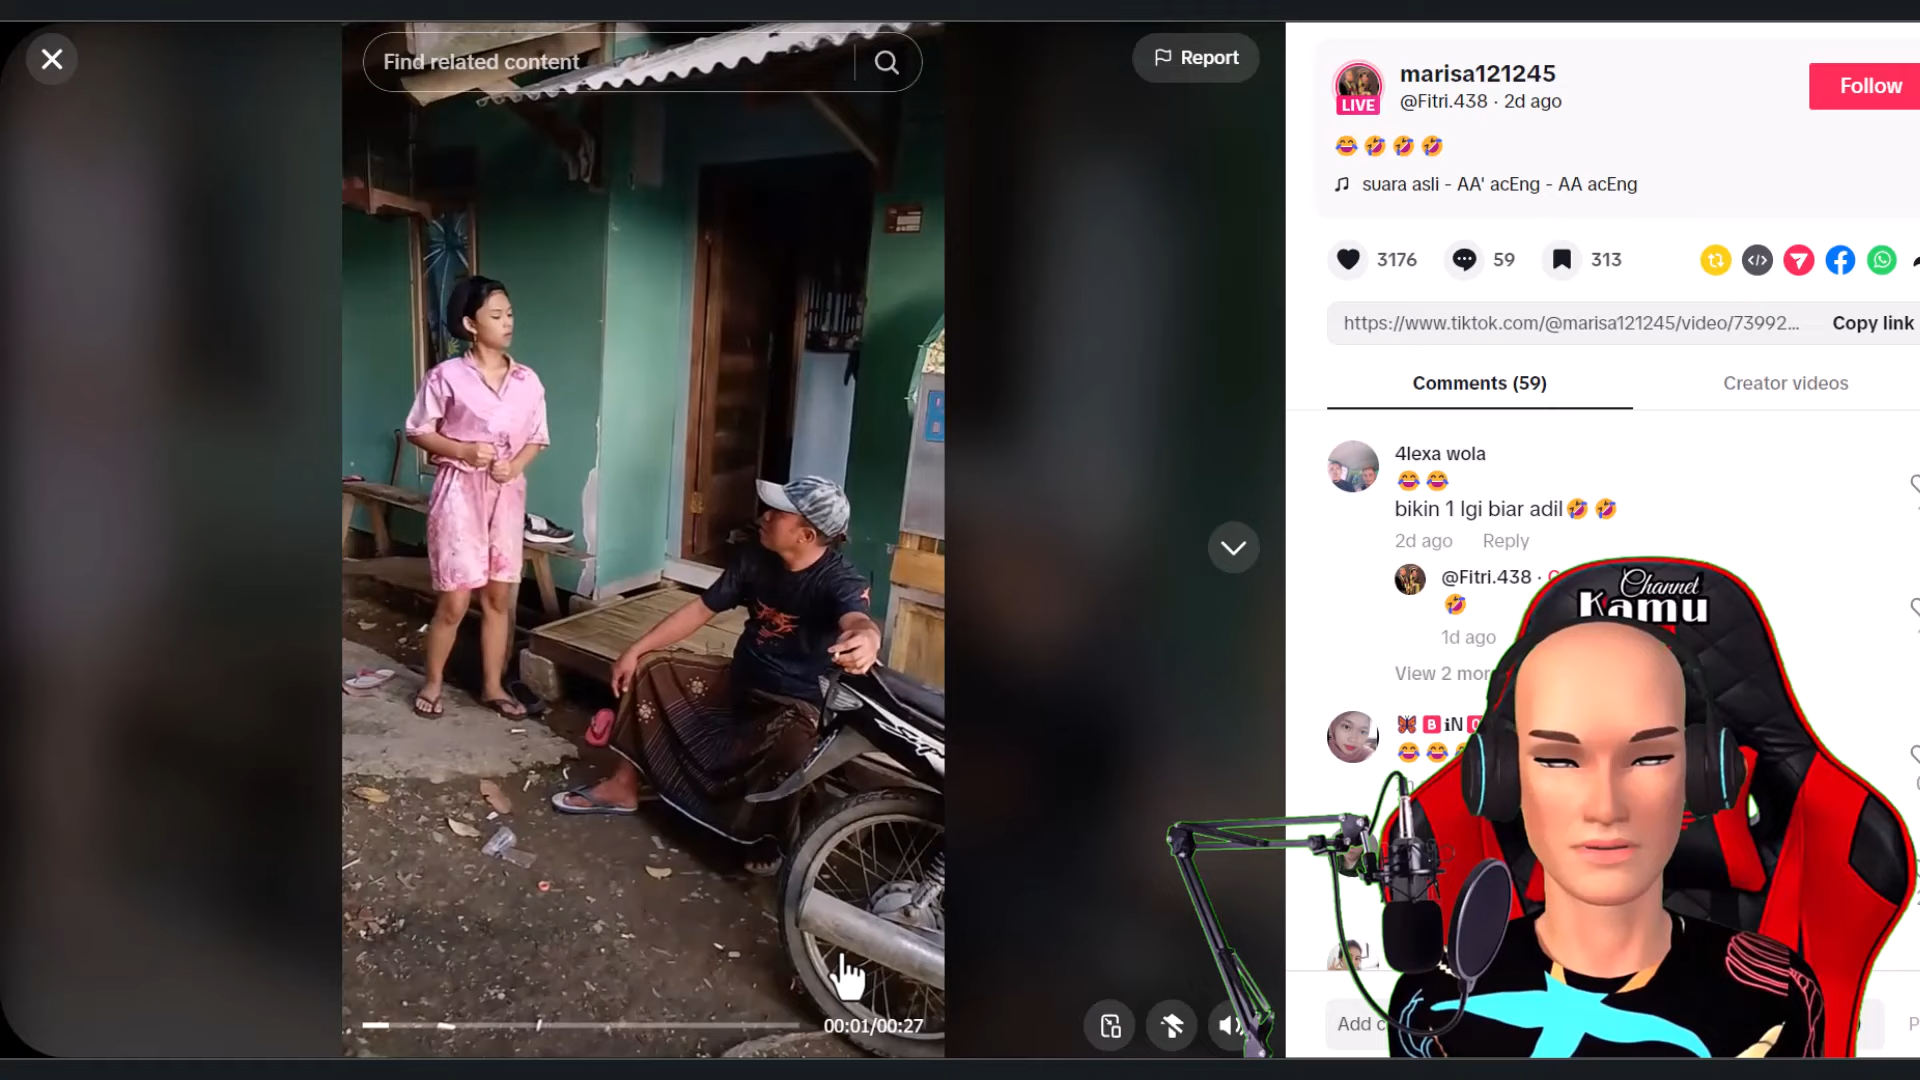 Find related content
Report
marisa121245
LIVE
@Fitri.438 · 2d ago
Follow
😂🤣🤣🤣
suara asli - AA' acEng - AA acEng
3176
59
313
https://www.tiktok.com/@marisa121245/video/73992...
Copy link
Comments (59)
Creator videos
4lexa wola
😂😂
bikin 1 lgi biar adil🤣🤣
2d ago
Reply
@Fitri.438 ·
🤣
1d ago
View 2
Channel
Kamu
00:01/00:27
Add